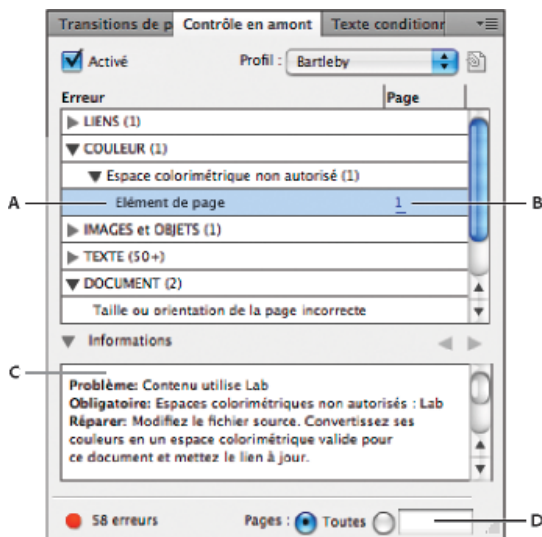 Transitions de p Contrôle en amont Texte conditionr
Activé Profil : Bartleby
Erreur Page
LIENS (1)
COULEUR (1)
Espace colorimétrique non autorisé (1)
A Elément de page 1 B
IMAGES et OBJETS (1)
TEXTE (50+)
DOCUMENT (2)
Taille ou orientation de la page incorrecte
Informations
C
Problème: Contenu utilise Lab
Obligatoire: Espaces colorimétriques non autorisés : Lab
Réparer: Modifiez le fichier source. Convertissez ses
couleurs en un espace colorimétrique valide pour
ce document et mettez le lien à jour.
58 erreurs Pages : Toutes D